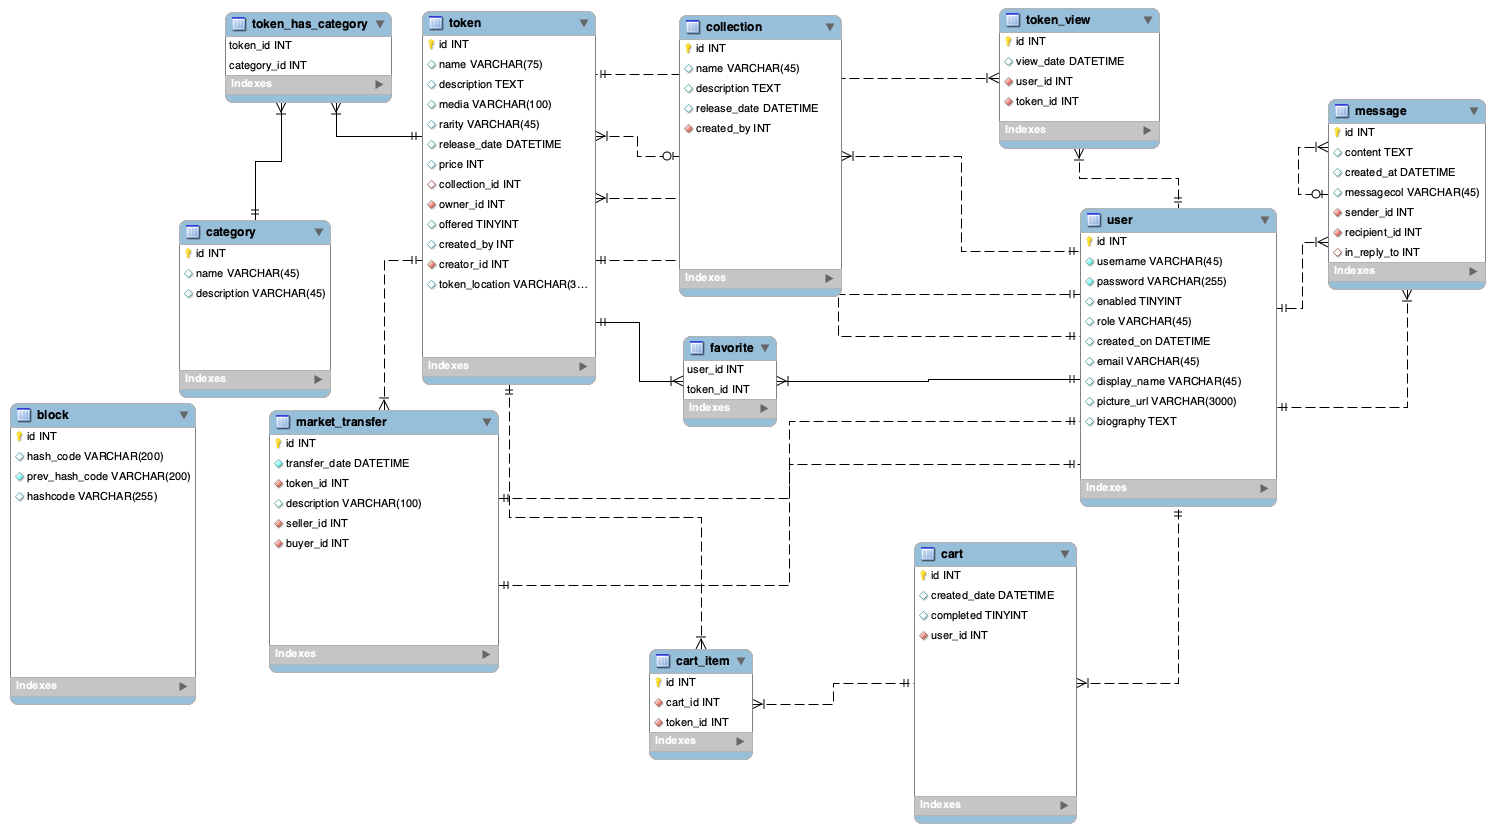 token_has_category
token_id INT
category_id INT
Indexes
token
id INT
name VARCHAR(75)
description TEXT
media VARCHAR(100)
rarity VARCHAR(45)
release_date DATETIME
price INT
collection_id INT
owner_id INT
offered TINYINT
created_by INT
creator_id INT
token_location VARCHAR(3...
Indexes
collection
id INT
name VARCHAR(45)
description TEXT
release_date DATETIME
created_by INT
Indexes
token_view
id INT
view_date DATETIME
user_id INT
token_id INT
Indexes
message
id INT
content TEXT
created_at DATETIME
messagecol VARCHAR(45)
sender_id INT
recipient_id INT
in_reply_to INT
Indexes
category
id INT
name VARCHAR(45)
description VARCHAR(45)
Indexes
user
id INT
username VARCHAR(45)
password VARCHAR(255)
enabled TINYINT
role VARCHAR(45)
created_on DATETIME
email VARCHAR(45)
display_name VARCHAR(45)
picture_url VARCHAR(3000)
biography TEXT
Indexes
favorite
user_id INT
token_id INT
Indexes
block
id INT
hash_code VARCHAR(200)
prev_hash_code VARCHAR(200)
hashcode VARCHAR(255)
Indexes
market_transfer
id INT
transfer_date DATETIME
token_id INT
description VARCHAR(100)
seller_id INT
buyer_id INT
Indexes
cart
id INT
created_date DATETIME
completed TINYINT
user_id INT
Indexes
cart_item
id INT
cart_id INT
token_id INT
Indexes